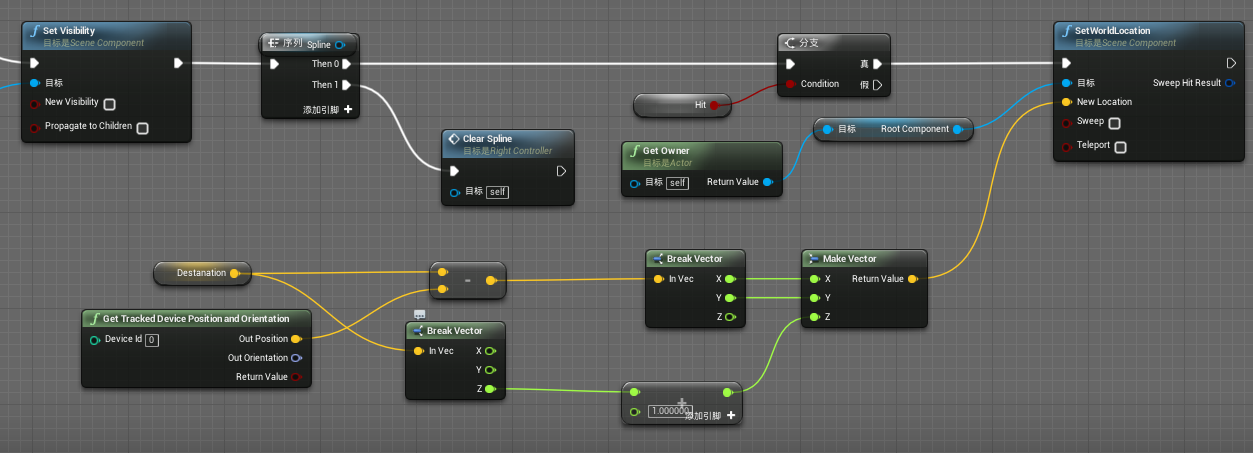 Set Visibility
目标是Scene Component
目标
New Visibility
Propagate to Children
序列
Spline
Then 0
Then 1
添加引脚
Clear Spline
目标是Right Controller
目标 self
分支
真
Condition 假
Hit
Get Owner
目标是Actor
目标 self Return Value
目标 Root Component
SetWorldLocation
目标是Scene Component
目标 Sweep Hit Result
New Location
Sweep
Teleport
Destanation
-
Get Tracked Device Position and Orientation
Device Id 0 Out Position
Out Orientation
Return Value
Break Vector
In Vec X
Y
Z
Break Vector
In Vec X
Y
Z
Make Vector
X Return Value
Y
Z
+
1.000000
添加引脚